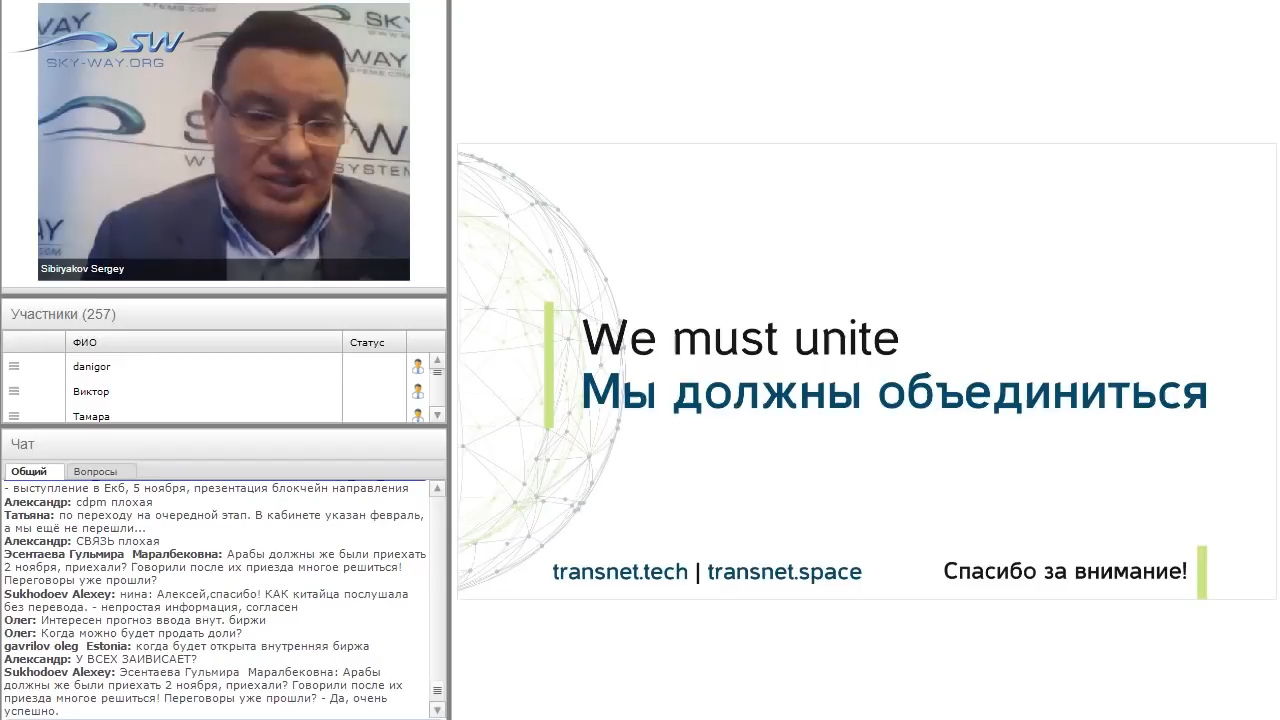 SW
SKY-WAY.ORG
Sibiryakov Sergey
Участники (257)
ФИО
Статус
danigor
Виктор
Тамара
Чат
Общий
Вопросы
- выступление в Екб, 5 ноября, презентация блокчейн направления
Александр: cdpm плохая
Татьяна: по переходу на очередной этап. В кабинете указан февраль,
а мы ещё не перешли...
Александр: СВЯЗЬ плохая
Эсентаева Гульмира Маралбековна: Арабы должны же были приехать
2 ноября, приехали? Говорили после их приезда многое решиться!
Переговоры уже прошли?
Sukhodoev Alexey: нина: Алексей,спасибо! КАК китайца послушала
без перевода. - непростая информация, согласен
Олег: Интересен прогноз ввода внут. биржи
Олег: Когда можно будет продать доли?
gavrilov oleg Estonia: когда будет открыта внутренняя биржа
Александр: У ВСЕХ ЗАИВИСАЕТ?
Sukhodoev Alexey: Эсентаева Гульмира Маралбековна: Арабы
должны же были приехать 2 ноября, приехали? Говорили после их
приезда многое решиться! Переговоры уже прошли? - Да, очень
успешно.
We must unite
Мы должны объединиться
transnet.tech | transnet.space
Спасибо за внимание!